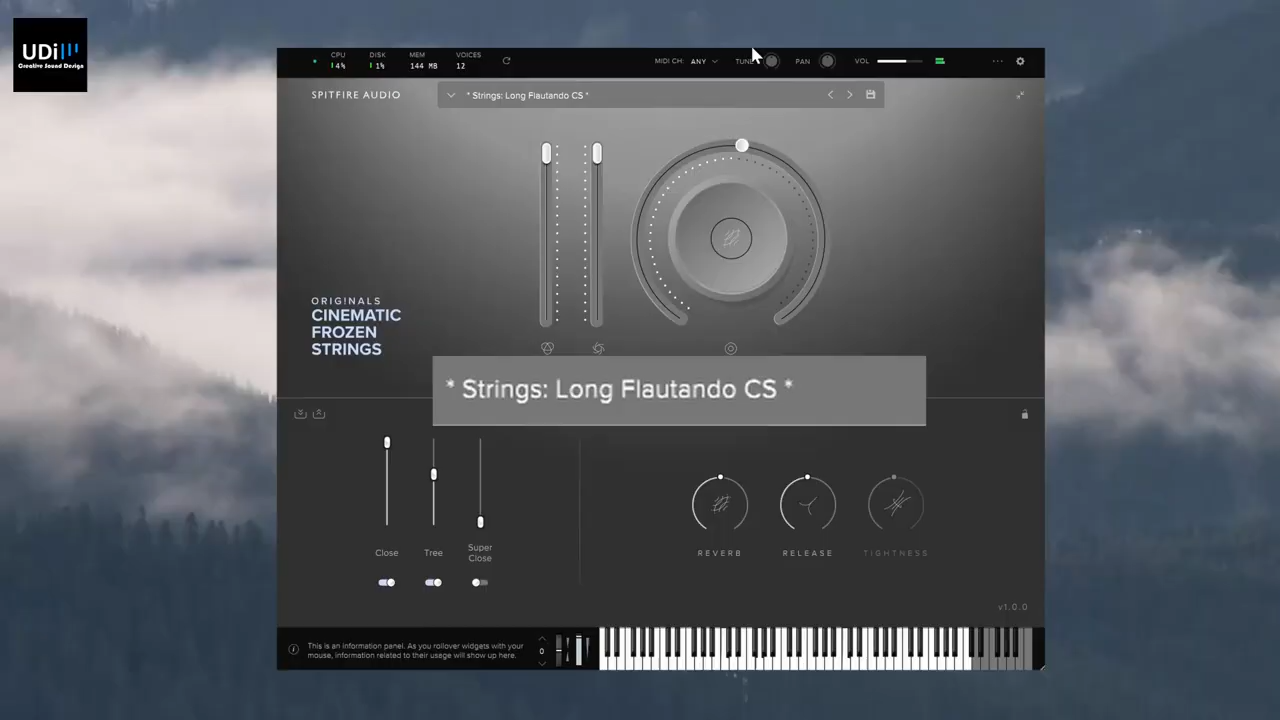 UDi
Creative Sound Design
CPU DISK MEM VOICES
4% 1% 144 MB 12
MIDI CH: ANY TUNE PAN VOL
SPITFIRE AUDIO
* Strings: Long Flautando CS *
ORIGINALS
CINEMATIC
FROZEN
STRINGS
* Strings: Long Flautando CS *
Close Tree Super Close
REVERB RELEASE TIGHTNESS
v1.0.0
This is an information panel. As you rollover widgets with your
mouse, information related to their usage will show up here.
0